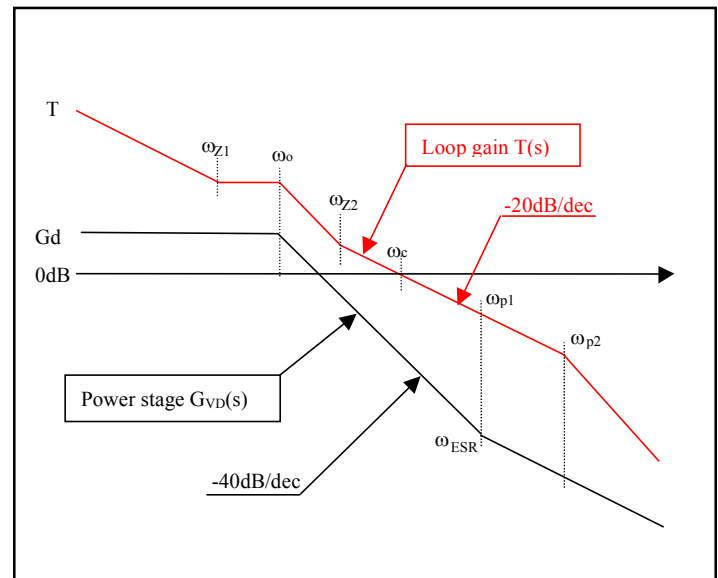 T
ωZ1
ωo
Loop gain T(s)
ωZ2
-20dB/dec
Gd
ωc
0dB
ωp1
ωp2
Power stage GVD(s)
ωESR
-40dB/dec